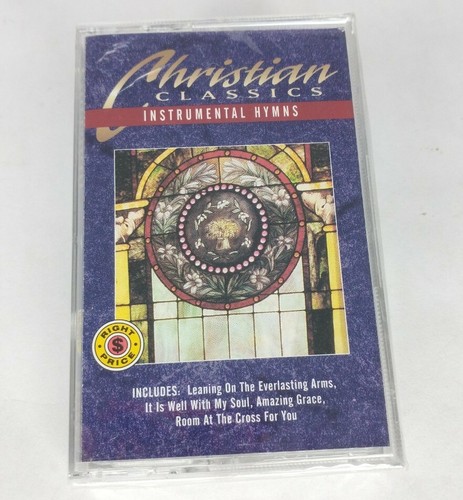 Christian
CLASSICS
INSTRUMENTAL HYMNS
RIGHT
$
PRICE
INCLUDES: Leaning On The Everlasting Arms,
It Is Well With My Soul, Amazing Grace,
Room At The Cross For You